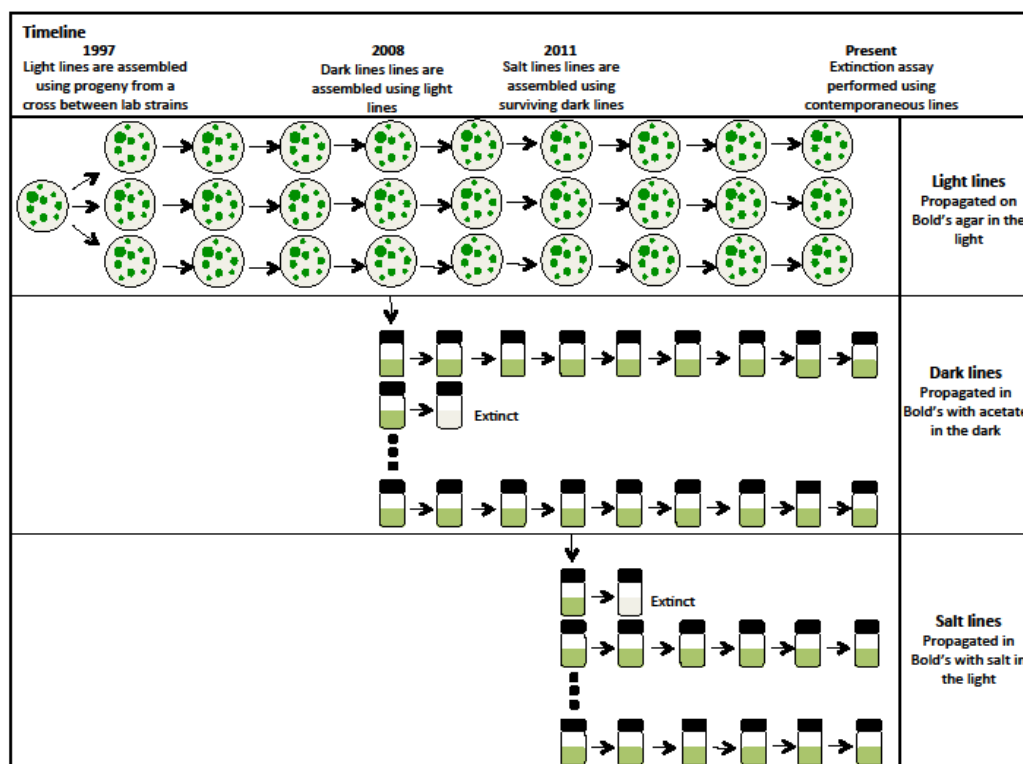 Timeline
1997
Light lines are assembled
using progeny from a
cross between lab strains
2008
Dark lines lines are
assembled using light
lines
2011
Salt lines lines are
assembled using
surviving dark lines
Present
Extinction assay
performed using
contemporaneous lines
Light lines
Propagated on
Bold's agar in the
light
Extinct
Dark lines
Propagated in
Bold's with acetate
in the dark
Extinct
Salt lines
Propagated in
Bold's with salt in
the light